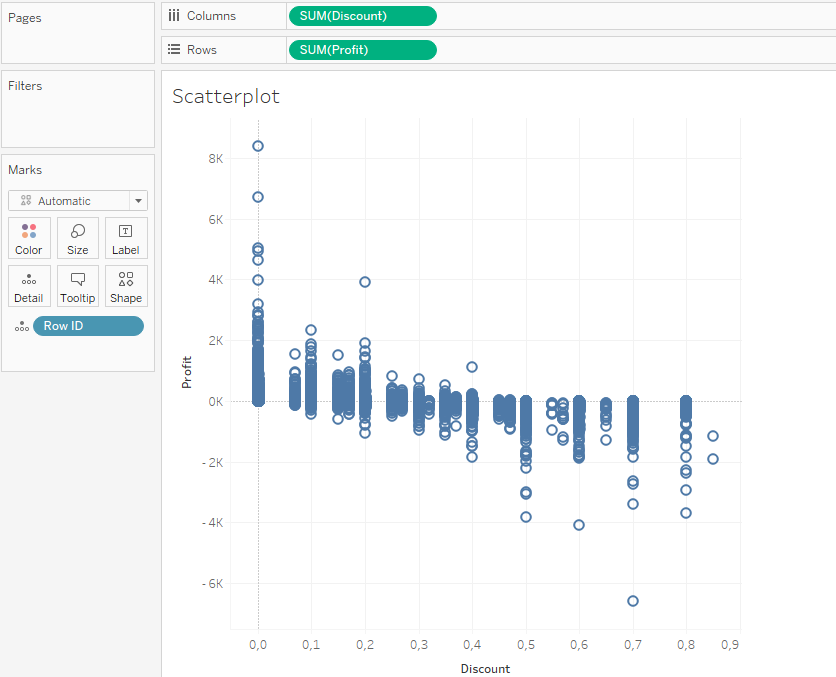 Pages
Columns
SUM(Discount)
Rows
SUM(Profit)
Filters
Marks
Automatic
Color
Size
Label
Detail
Tooltip
Shape
Row ID
Scatterplot
8K
6K
4K
2K
0K
- 2K
- 4K
- 6K
Profit
0,0 0,1 0,2 0,3 0,4 0,5 0,6 0,7 0,8 0,9
Discount